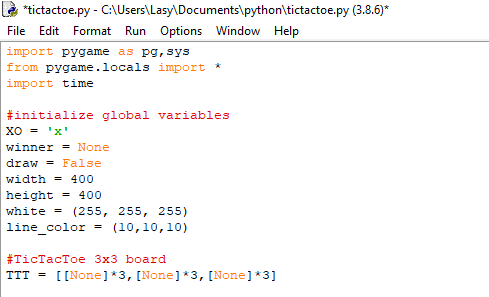 *tictactoe.py - C:\Users\Lasy\Documents\python\tictactoe.py (3.8.6)*
File Edit Format Run Options Window Help
import pygame as pg,sys
from pygame.locals import *
import time
#initialize global variables
XO = 'x'
winner = None
draw = False
width = 400
height = 400
white = (255, 255, 255)
line_color = (10,10,10)
#TicTacToe 3x3 board
TTT = [[None]*3,[None]*3,[None]*3]